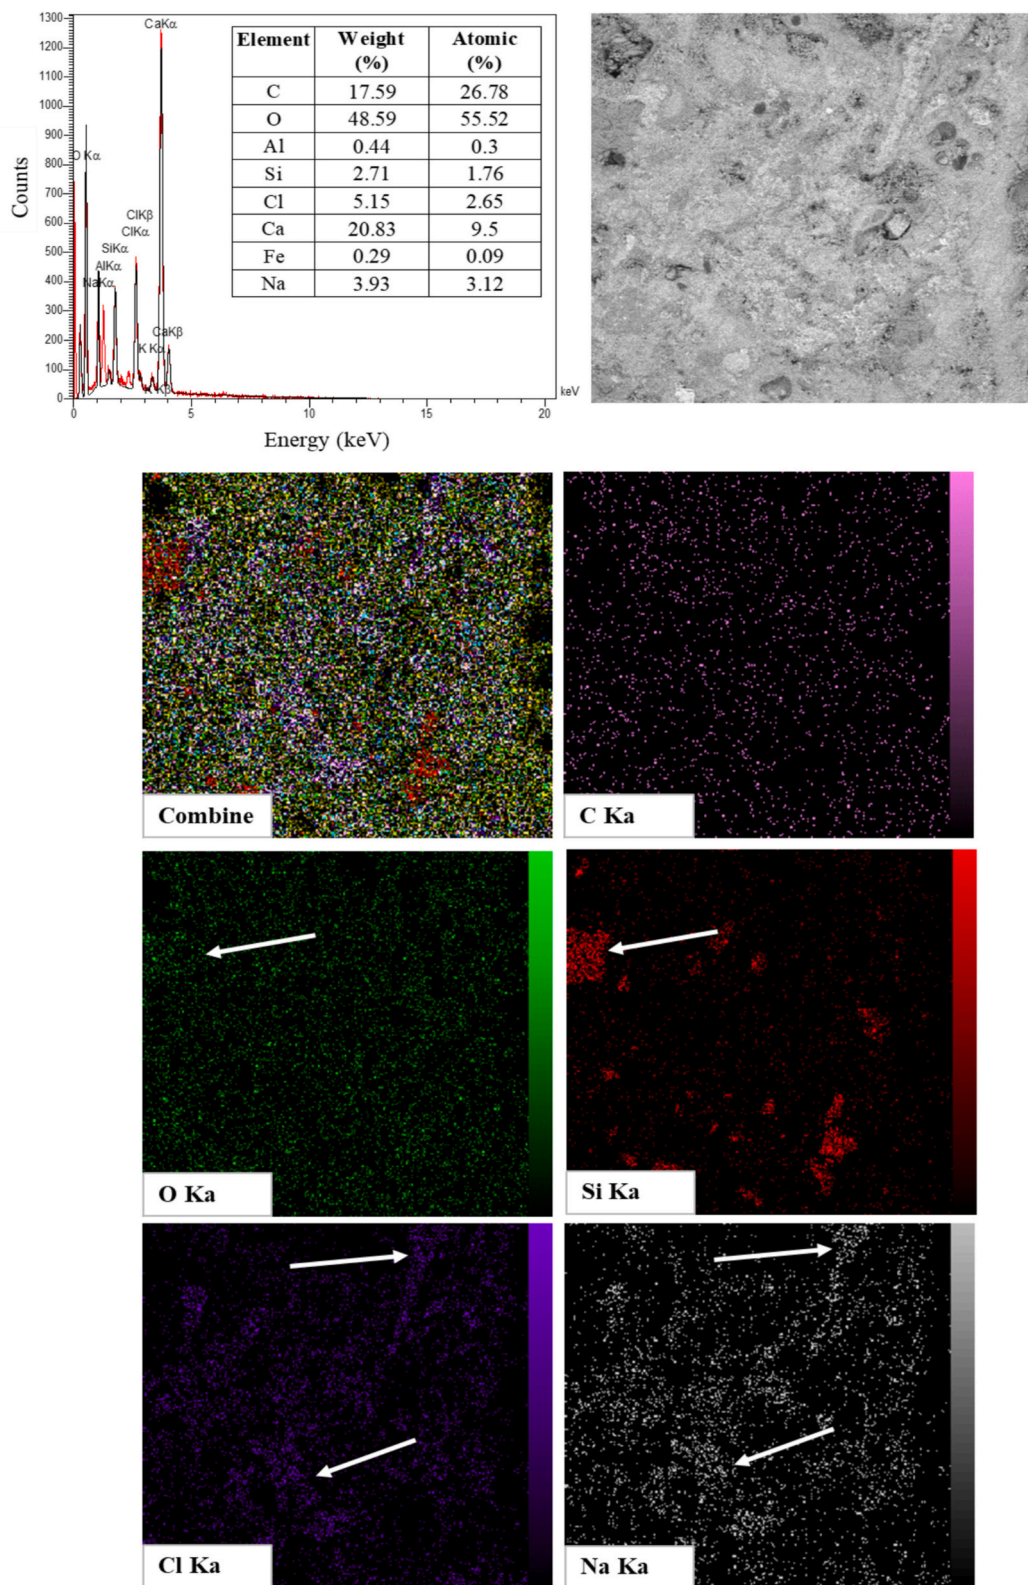 1300
1200
1100
1000
900
800
700
600
500
400
300
200
100
0
Counts
CaKα
O Kα
ClKβ
ClKα
SiKα
AlKα
NaKα
K Kα
CaKβ
0 5 10 15 20
keV
Energy (keV)
Element Weight (%) Atomic (%)
C 17.59 26.78
O 48.59 55.52
Al 0.44 0.3
Si 2.71 1.76
Cl 5.15 2.65
Ca 20.83 9.5
Fe 0.29 0.09
Na 3.93 3.12
Combine
C Ka
O Ka
Si Ka
Cl Ka
Na Ka